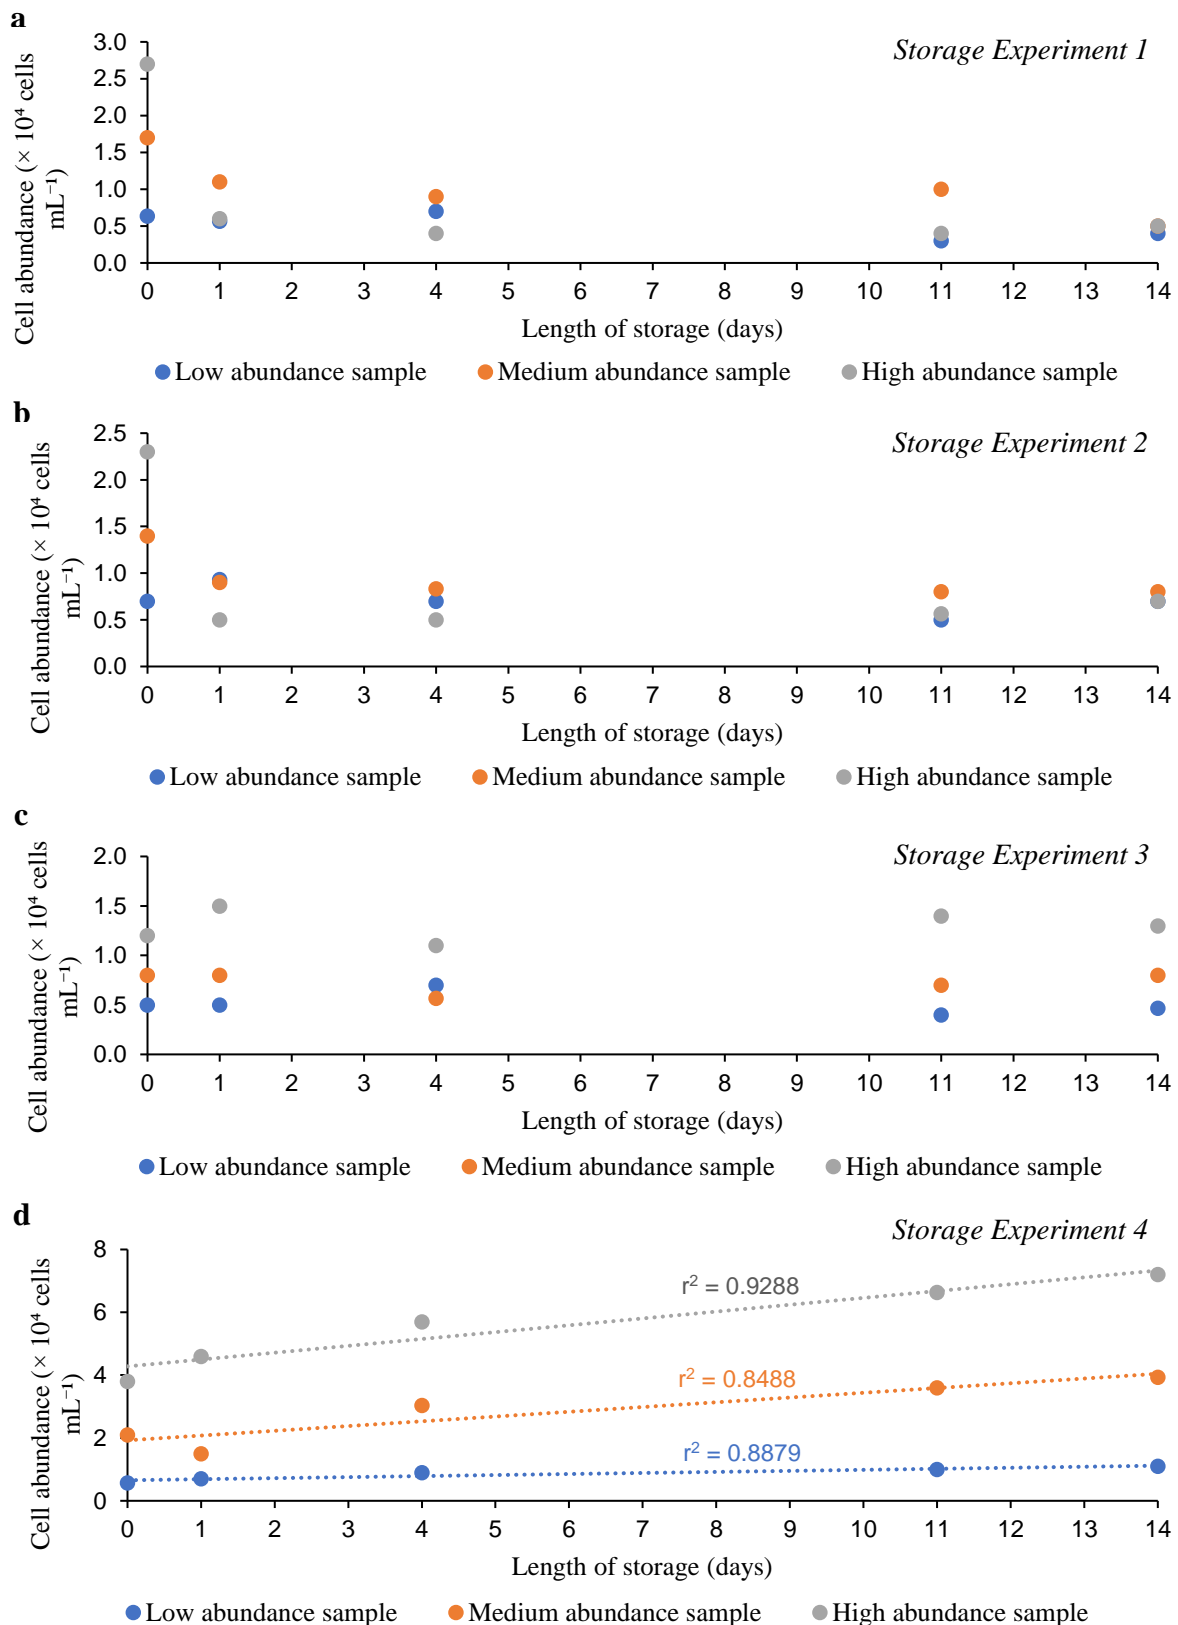 a
Storage Experiment 1
Cell abundance (× 10⁴ cells
mL⁻¹)
3.0
2.5
2.0
1.5
1.0
0.5
0.0
0 1 2 3 4 5 6 7 8 9 10 11 12 13 14
Length of storage (days)
Low abundance sample Medium abundance sample High abundance sample
b
Storage Experiment 2
Cell abundance (× 10⁴ cells
mL⁻¹)
2.5
2.0
1.5
1.0
0.5
0.0
0 1 2 3 4 5 6 7 8 9 10 11 12 13 14
Length of storage (days)
Low abundance sample Medium abundance sample High abundance sample
c
Storage Experiment 3
Cell abundance (× 10⁴ cells
mL⁻¹)
2.0
1.5
1.0
0.5
0.0
0 1 2 3 4 5 6 7 8 9 10 11 12 13 14
Length of storage (days)
Low abundance sample Medium abundance sample High abundance sample
d
Storage Experiment 4
Cell abundance (× 10⁴ cells
mL⁻¹)
8
6
4
2
0
r² = 0.9288
r² = 0.8488
r² = 0.8879
0 1 2 3 4 5 6 7 8 9 10 11 12 13 14
Length of storage (days)
Low abundance sample Medium abundance sample High abundance sample